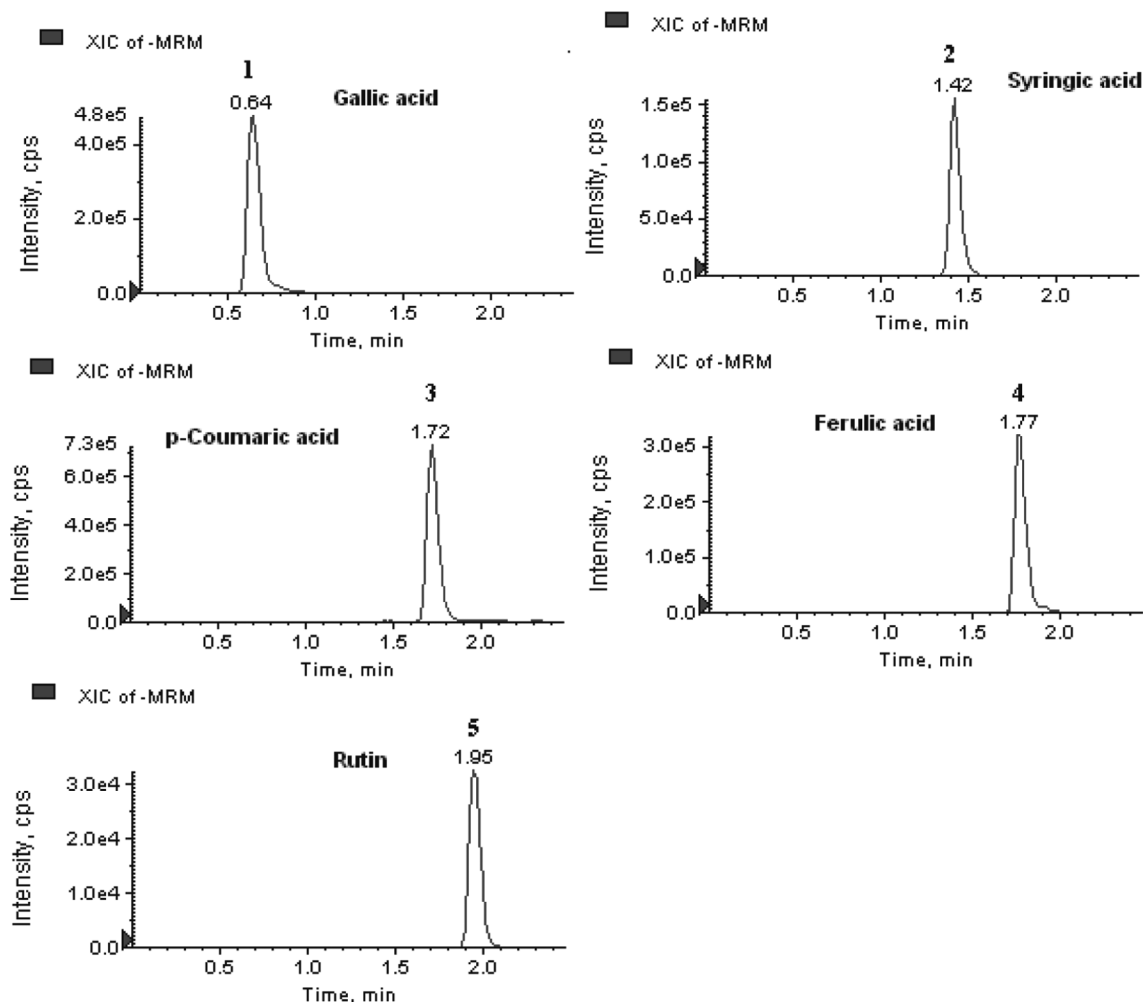 XIC of -MRM
1
0.64
Gallic acid
4.8e5
4.0e5
2.0e5
0.0
Intensity, cps
0.5 1.0 1.5 2.0
Time, min
XIC of -MRM
2
1.42
Syringic acid
1.5e5
1.0e5
5.0e4
0.0
Intensity, cps
0.5 1.0 1.5 2.0
Time, min
XIC of -MRM
3
p-Coumaric acid
1.72
7.3e5
6.0e5
4.0e5
2.0e5
0.0
Intensity, cps
0.5 1.0 1.5 2.0
Time, min
XIC of -MRM
4
Ferulic acid
1.77
3.0e5
2.0e5
1.0e5
0.0
Intensity, cps
0.5 1.0 1.5 2.0
Time, min
XIC of -MRM
5
Rutin
1.95
3.0e4
2.0e4
1.0e4
0.0
Intensity, cps
0.5 1.0 1.5 2.0
Time, min